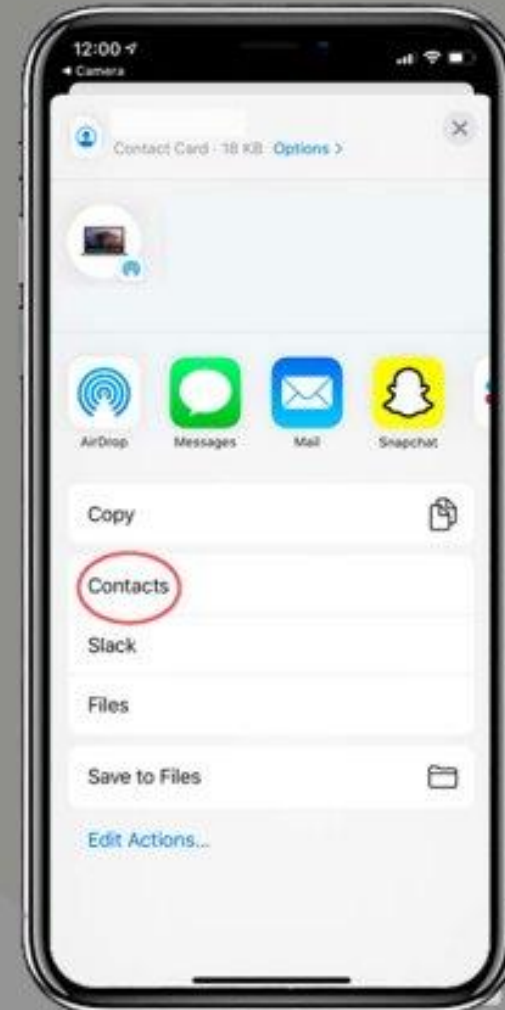 12:00
◂ Camera
Contact Card · 18 KB Options >
AirDrop Messages Mail Snapchat
Copy
Contacts
Slack
Files
Save to Files
Edit Actions...